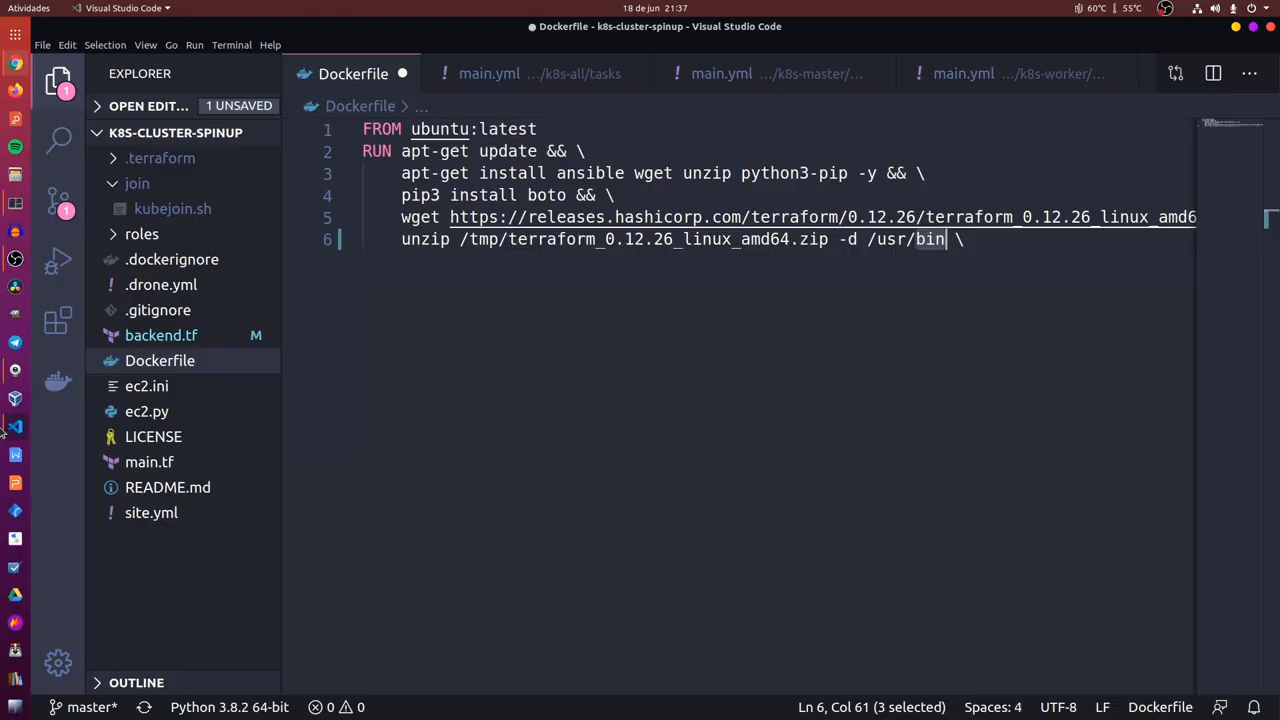 Atividades
Visual Studio Code
18 de jun 21:37
60°C
55°C
● Dockerfile - k8s-cluster-spinup - Visual Studio Code
File Edit Selection View Go Run Terminal Help
EXPLORER
Dockerfile
main.yml .../k8s-all/tasks
main.yml .../k8s-master/...
main.yml .../k8s-worker/...
OPEN EDIT... 1 UNSAVED
Dockerfile > ...
K8S-CLUSTER-SPINUP
.terraform
join
kubejoin.sh
roles
.dockerignore
.drone.yml
.gitignore
backend.tf M
Dockerfile
ec2.ini
ec2.py
LICENSE
main.tf
README.md
site.yml
OUTLINE
1
1
1 FROM ubuntu:latest
2 RUN apt-get update && \
3 apt-get install ansible wget unzip python3-pip -y && \
4 pip3 install boto && \
5 wget https://releases.hashicorp.com/terraform/0.12.26/terraform_0.12.26_linux_amd6
6 unzip /tmp/terraform_0.12.26_linux_amd64.zip -d /usr/bin \
master* Python 3.8.2 64-bit 0 0 Ln 6, Col 61 (3 selected) Spaces: 4 UTF-8 LF Dockerfile